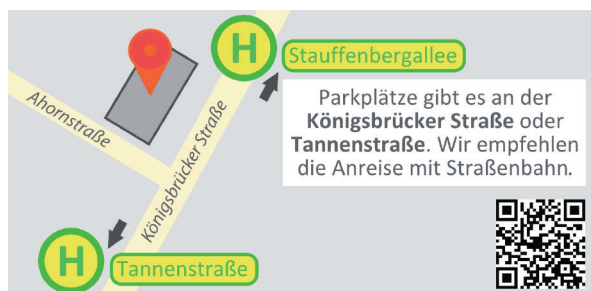 H
Stauffenbergallee
Ahornstraße
Königsbrücker Straße
Parkplätze gibt es an der
Königsbrücker Straße oder
Tannenstraße. Wir empfehlen
die Anreise mit Straßenbahn.
H
Tannenstraße